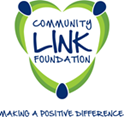 COMMUNITY
LINK
FOUNDATION
MAKING A POSITIVE DIFFERENCE